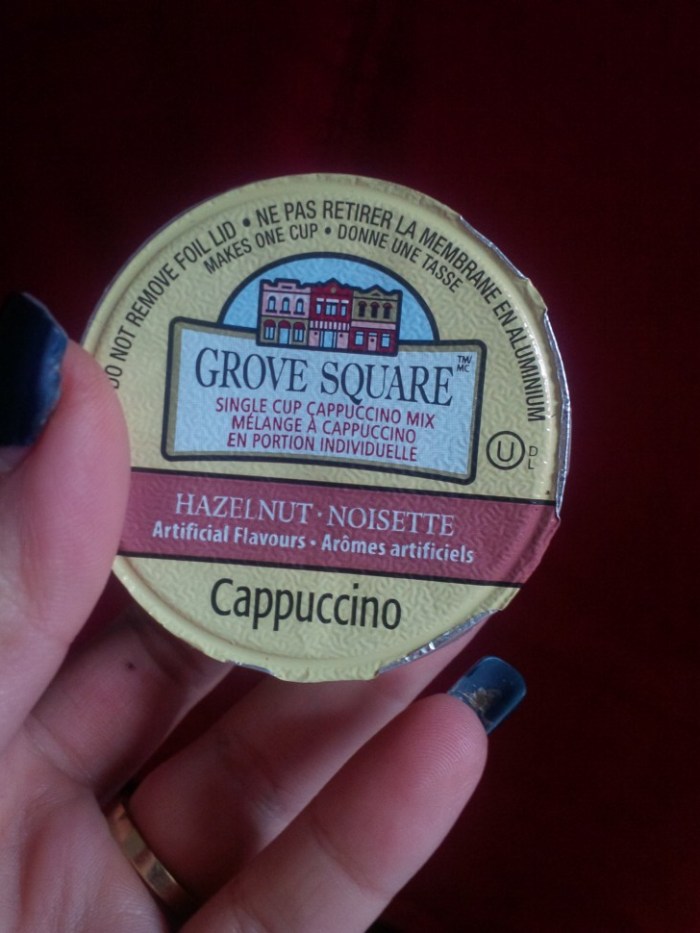 DO NOT REMOVE FOIL LID • NE PAS RETIRER LA MEMBRANE EN ALUMINIUM
MAKES ONE CUP • DONNE UNE TASSE
GROVE SQUARE TM/MC
SINGLE CUP CAPPUCCINO MIX
MÉLANGE À CAPPUCCINO
EN PORTION INDIVIDUELLE
U D L
HAZELNUT · NOISETTE
Artificial Flavours • Arômes artificiels
Cappuccino